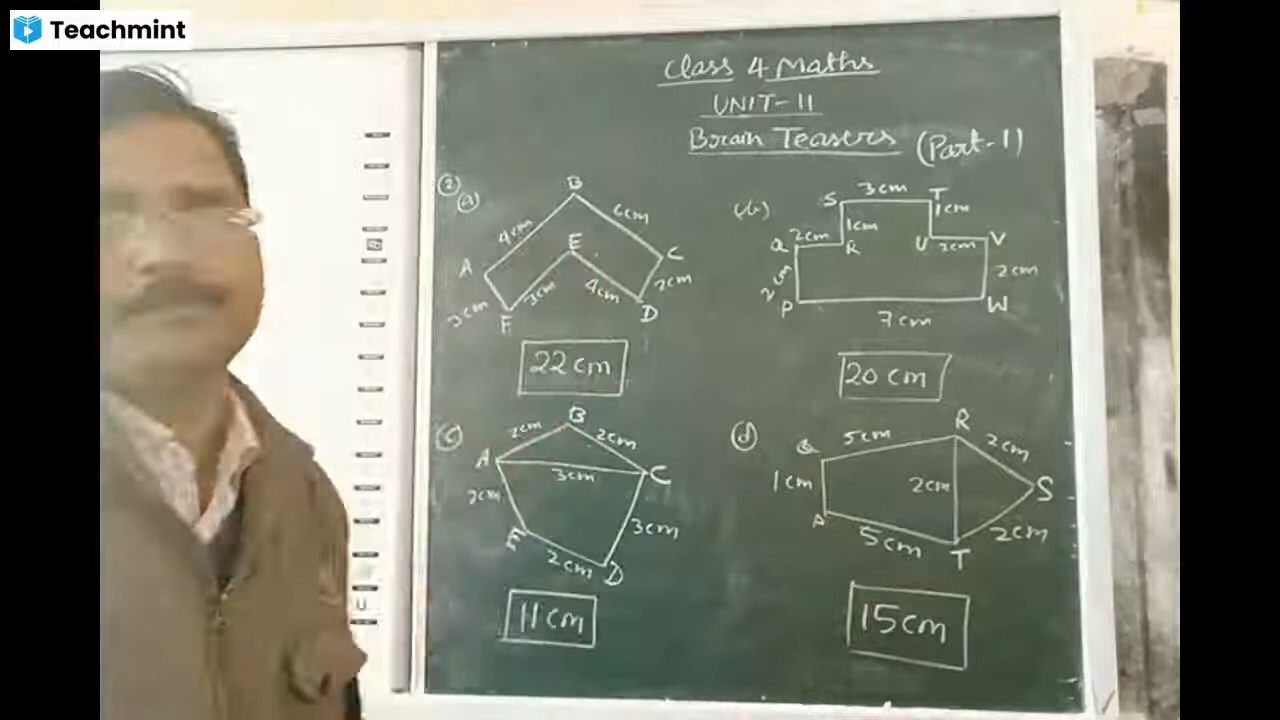 Teachmint
Class 4 Maths
UNIT-11
Brain Teasers (Part-1)
② (a)
B
4cm
6cm
E
A
C
3cm
3cm
4cm
2cm
F
D
22 cm
(b)
3cm
S
T
1cm
1cm
2cm
Q
R
U
2cm
V
2cm
2cm
P
W
7cm
20 cm
(c)
B
2cm
2cm
A
C
3cm
2cm
3cm
E
2cm
D
11 cm
(d)
R
5cm
2cm
Q
1cm
2cm
S
P
5cm
2cm
T
15cm